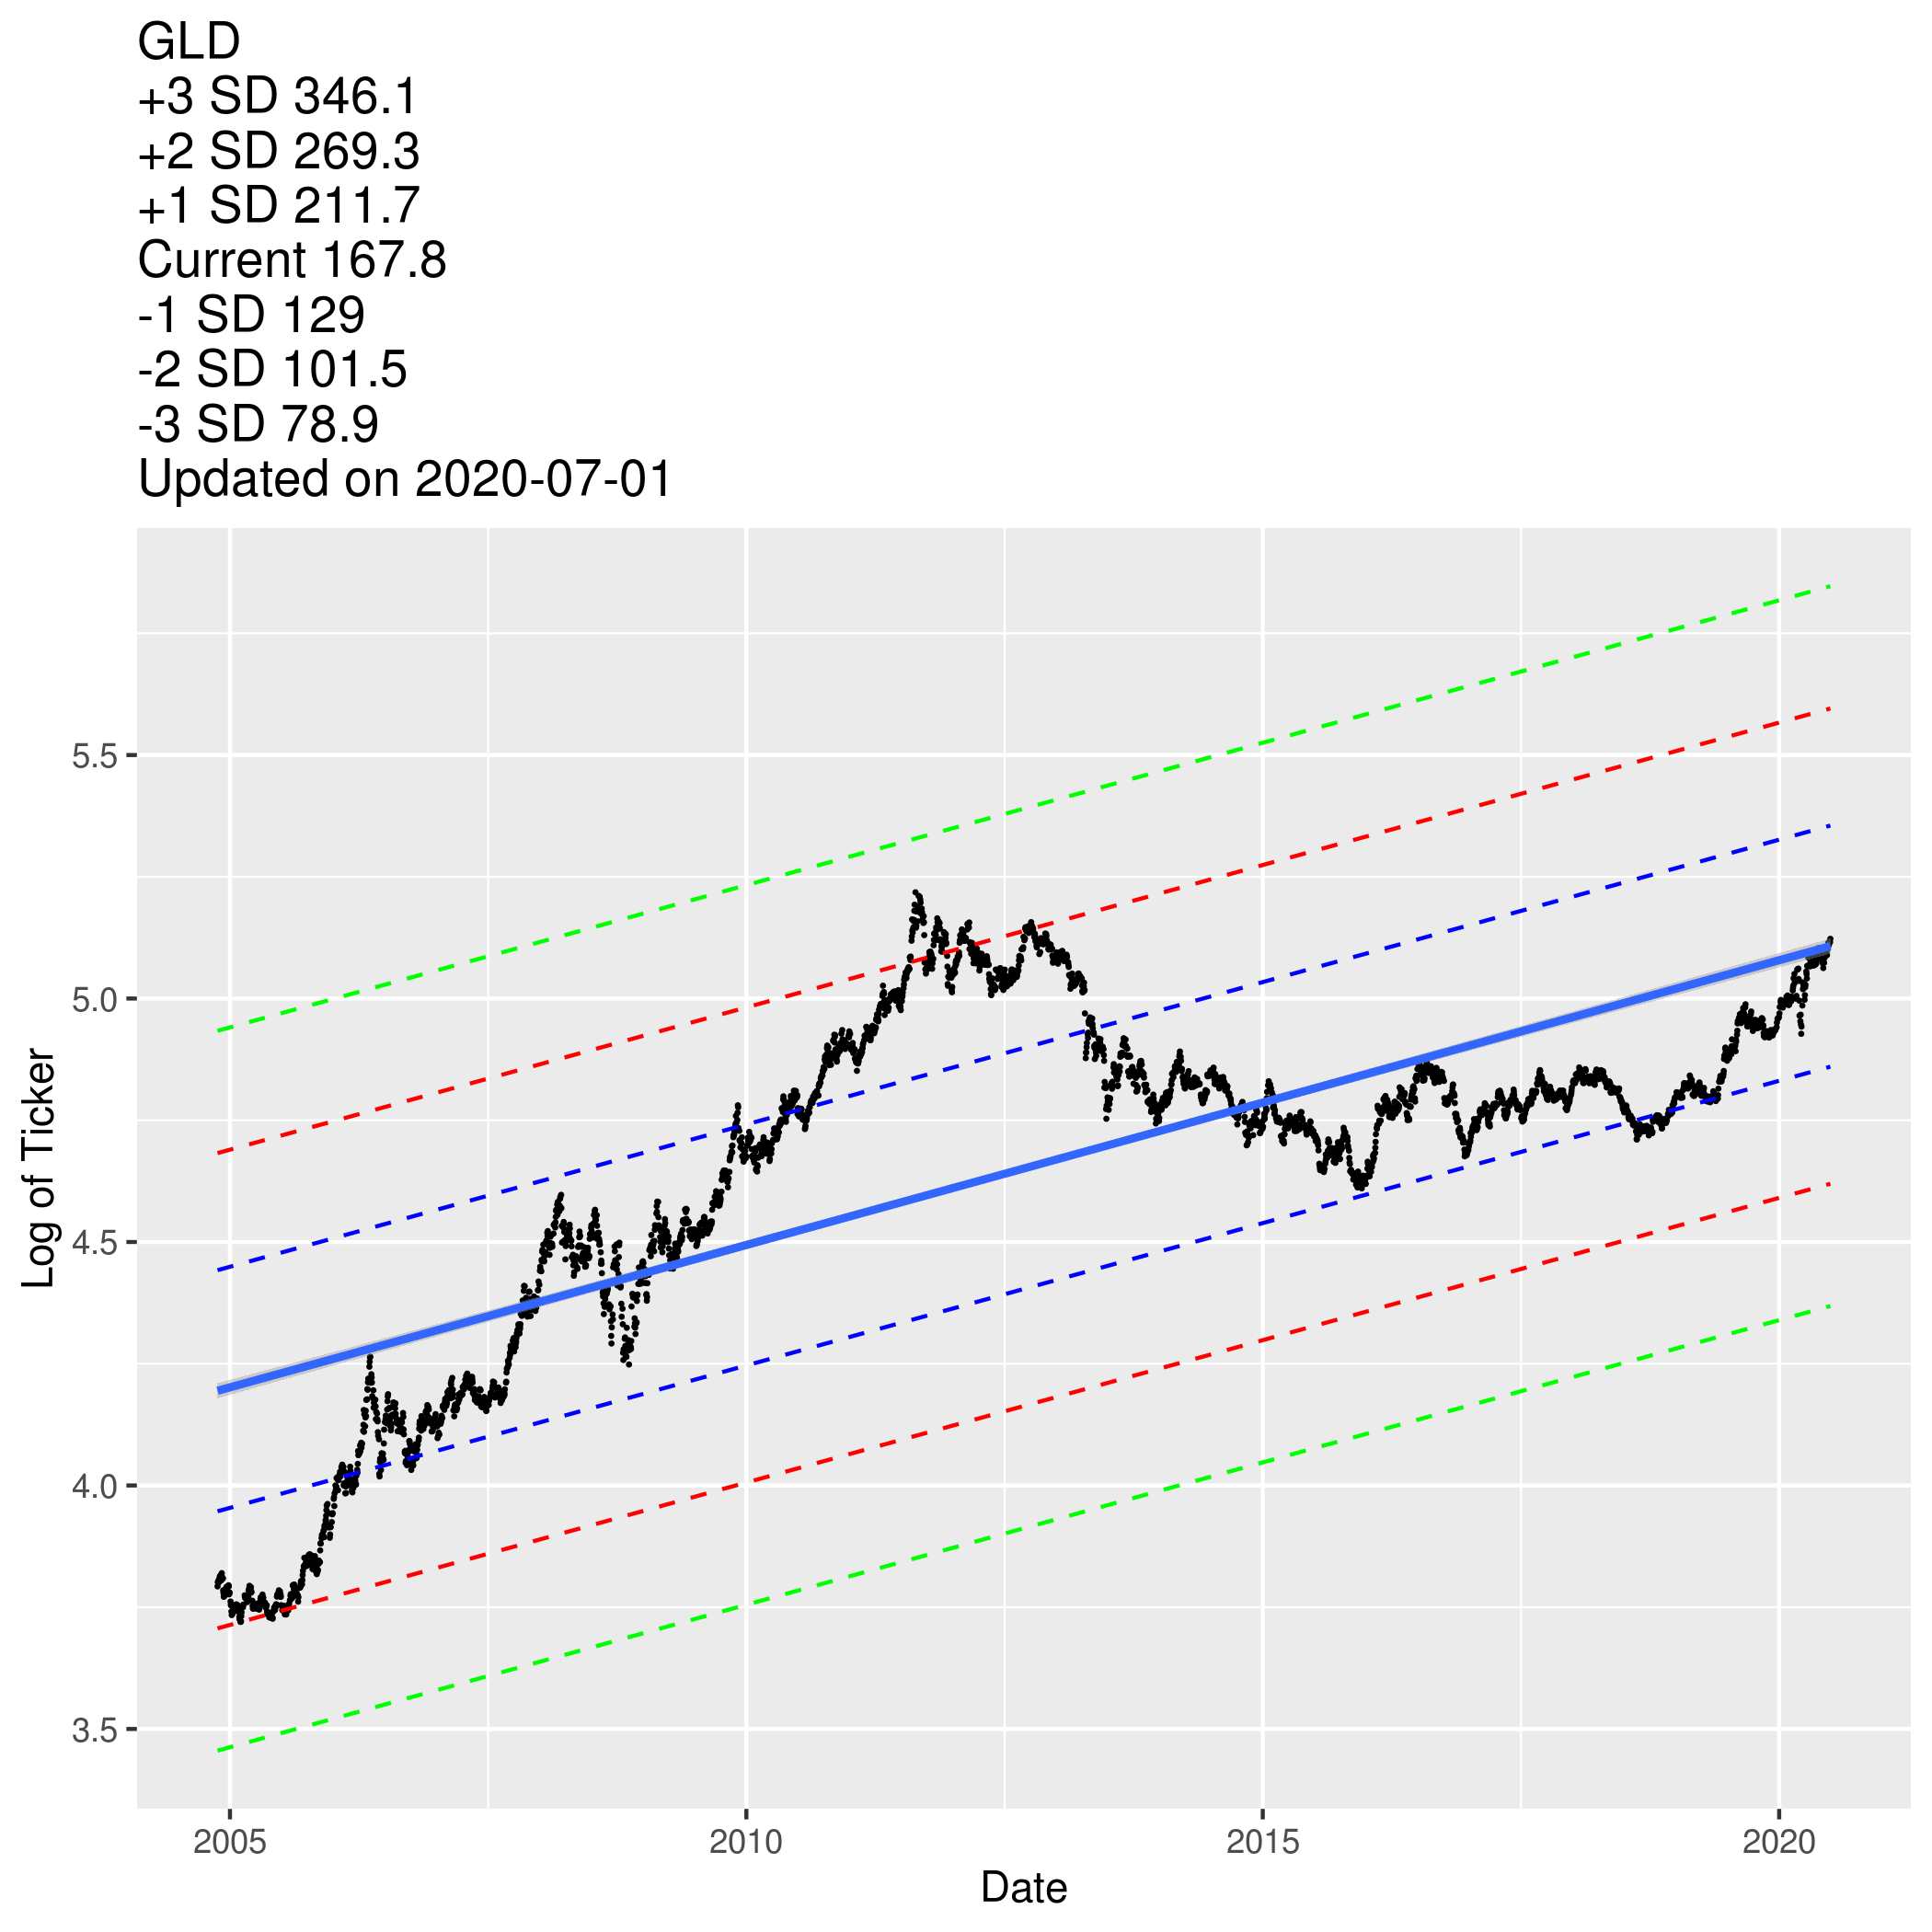 GLD
+3 SD 346.1
+2 SD 269.3
+1 SD 211.7
Current 167.8
-1 SD 129
-2 SD 101.5
-3 SD 78.9
Updated on 2020-07-01
5.5
5.0
4.5
4.0
3.5
Log of Ticker
2005 2010 2015 2020
Date